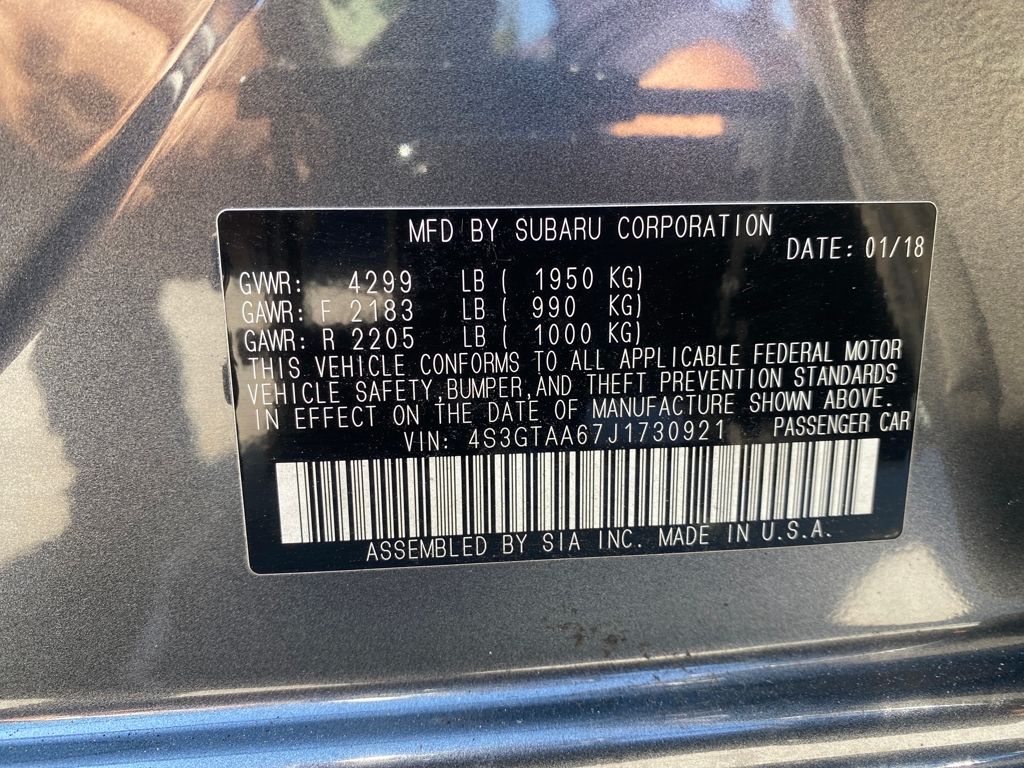 MFD BY SUBARU CORPORATION
DATE: 01/18
GVWR: 4299 LB ( 1950 KG)
GAWR: F 2183 LB ( 990 KG)
GAWR: R 2205 LB ( 1000 KG)
THIS VEHICLE CONFORMS TO ALL APPLICABLE FEDERAL MOTOR
VEHICLE SAFETY,BUMPER,AND THEFT PREVENTION STANDARDS
IN EFFECT ON THE DATE OF MANUFACTURE SHOWN ABOVE.
VIN: 4S3GTAA67J1730921 PASSENGER CAR
ASSEMBLED BY SIA INC. MADE IN U.S.A.